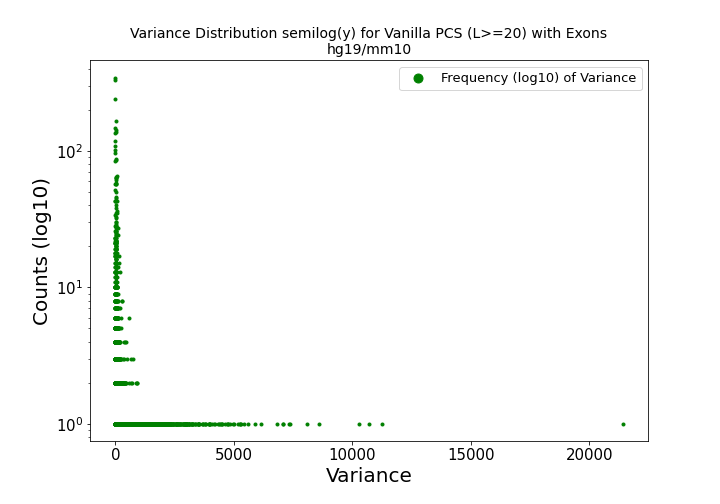 Variance Distribution semilog(y) for Vanilla PCS (L>=20) with Exons
hg19/mm10
Frequency (log10) of Variance
Counts (log10)
10²
10¹
10⁰
0 5000 10000 15000 20000
Variance